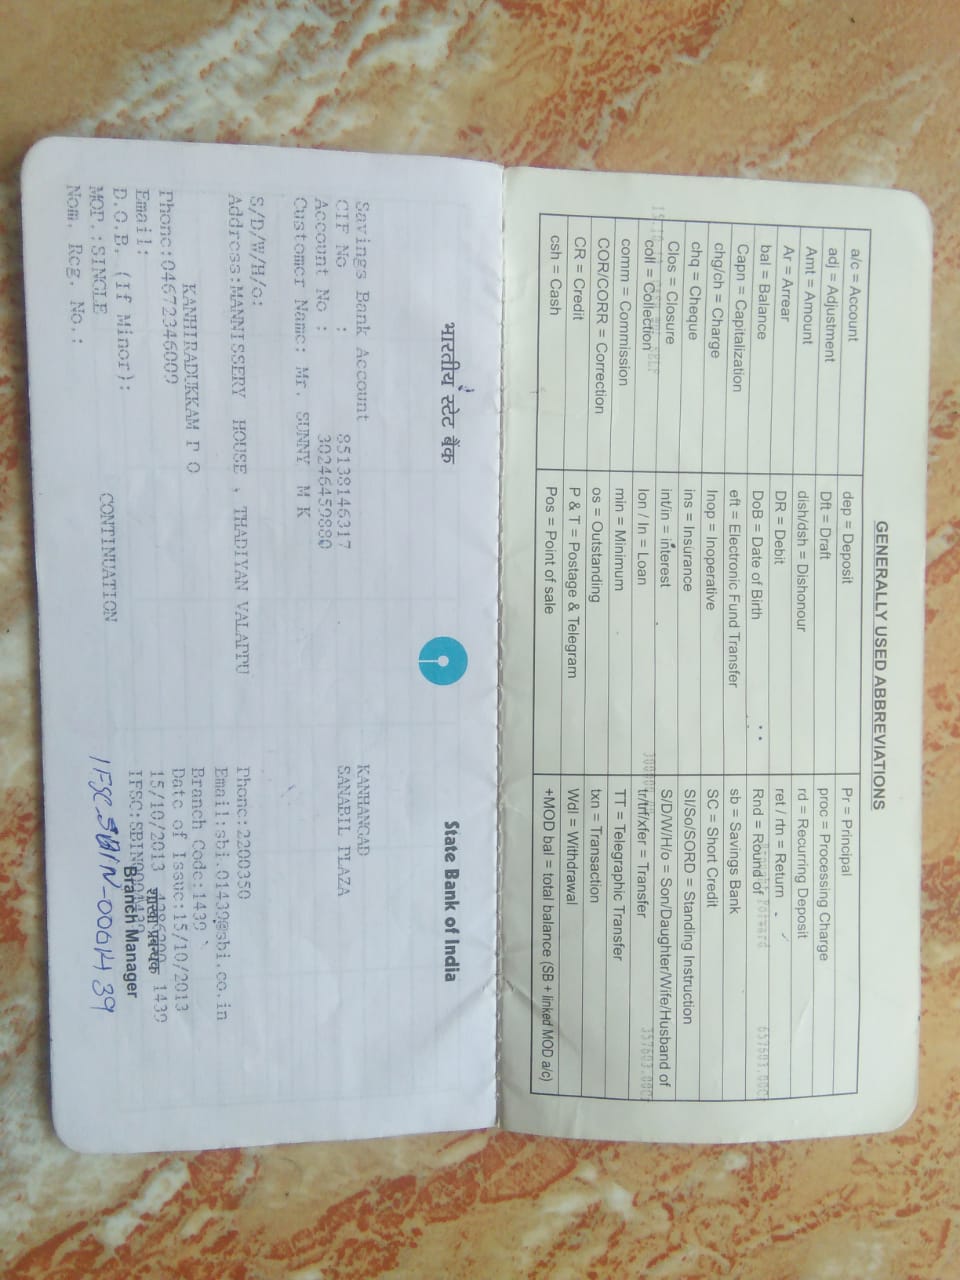 GENERALLY USED ABBREVIATIONS
a/c = Account dep = Deposit Pr = Principal
adj = Adjustment Dft = Draft proc = Processing Charge
Amt = Amount dish/dsh = Dishonour rd = Recurring Deposit
Ar = Arrear DR = Debit ret / rtn = Return
bal = Balance DoB = Date of Birth Rnd = Round of
Capn = Capitalization eft = Electronic Fund Transfer sb = Savings Bank
chg/ch = Charge Inop = Inoperative SC = Short Credit
chq = Cheque ins = Insurance SI/So/SORD = Standing Instruction
Clos = Closure int/in = interest S/D/W/H/o = Son/Daughter/Wife/Husband of
coll = Collection lon / ln = Loan tr/trf/xfer = Transfer
comm = Commission min = Minimum TT = Telegraphic Transfer
COR/CORR = Correction os = Outstanding txn = Transaction
CR = Credit P & T = Postage & Telegram Wdl = Withdrawal
csh = Cash Pos = Point of sale +MOD bal = total balance (SB + linked MOD a/c)
भारतीय स्टेट बैंक State Bank of India
Savings Bank Account KANHANGAD
CIF No : 85138146317 SANABIL PLAZA
Account No : 30246459880
Customer Name: Mr. SUNNY M K
S/D/W/H/o: Phone:2200350
Address:MANNISSERY HOUSE , THADIYAN VALAPPU Email:sbi.01439@sbi.co.in
Branch Code:1439
KANHIRADUKKAM P O Date of Issue:15/10/2013
Phone:04672346009 15/10/2013 1439
शाखा प्रबन्धक
Email: IFSC:SBIN0001439
D.O.B. (If Minor): Branch Manager
MOP.:SINGLE CONTINUATION IFSC SBIN-0001439
Nom. Reg. No.: